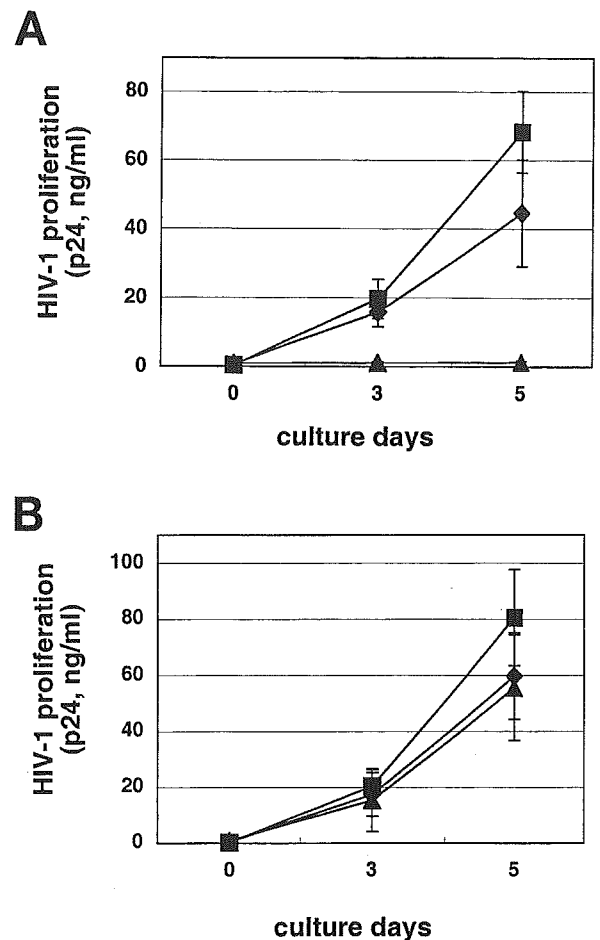 A
HIV-1 proliferation
(p24, ng/ml)
80
60
40
20
0
0 3 5
culture days
B
HIV-1 proliferation
(p24, ng/ml)
100
80
60
40
20
0
0 3 5
culture days